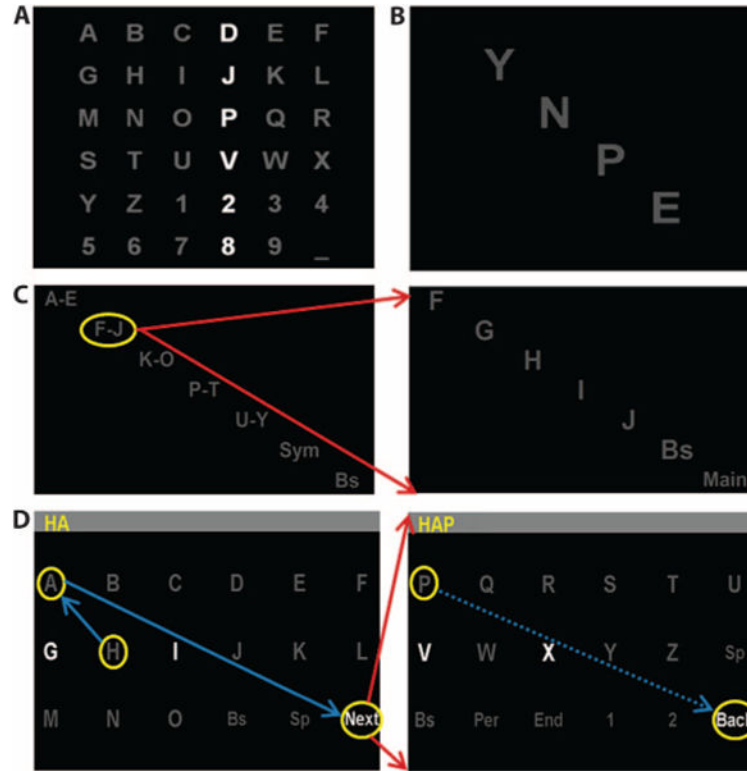 A
A B C D E F
G H I J K L
M N O P Q R
S T U V W X
Y Z 1 2 3 4
5 6 7 8 9 _
B
Y
N
P
E
C
A-E
F-J
K-O
P-T
U-Y
Sym
Bs
F
G
H
I
J
Bs
Main
D
HA
A B C D E F
G H I J K L
M N O Bs Sp Next
HAP
P Q R S T U
V W X Y Z Sp
Bs Per End 1 2 Back